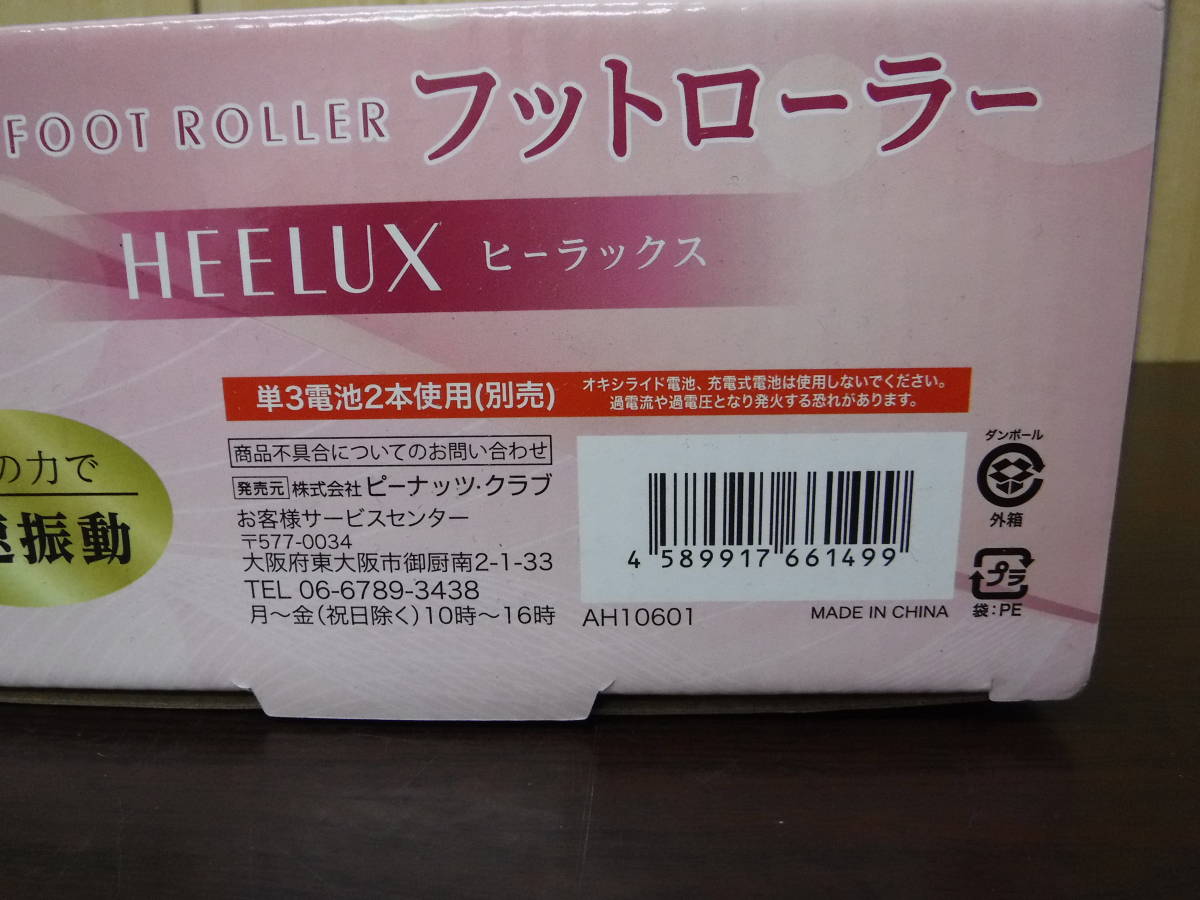 FOOT ROLLER フットローラー
HEELUX ヒーラックス
単3電池2本使用(別売)
オキシライド電池、充電式電池は使用しないでください。
過電流や過電圧となり発火する恐れがあります。
の力で
振動
商品不具合についてのお問い合わせ
発売元 株式会社ピーナッツ・クラブ
お客様サービスセンター
〒577-0034
大阪府東大阪市御厨南2-1-33
TEL 06-6789-3438
月～金(祝日除く)10時～16時
4 589917 661499
AH10601
MADE IN CHINA
ダンボール
外箱
プラ
袋:PE